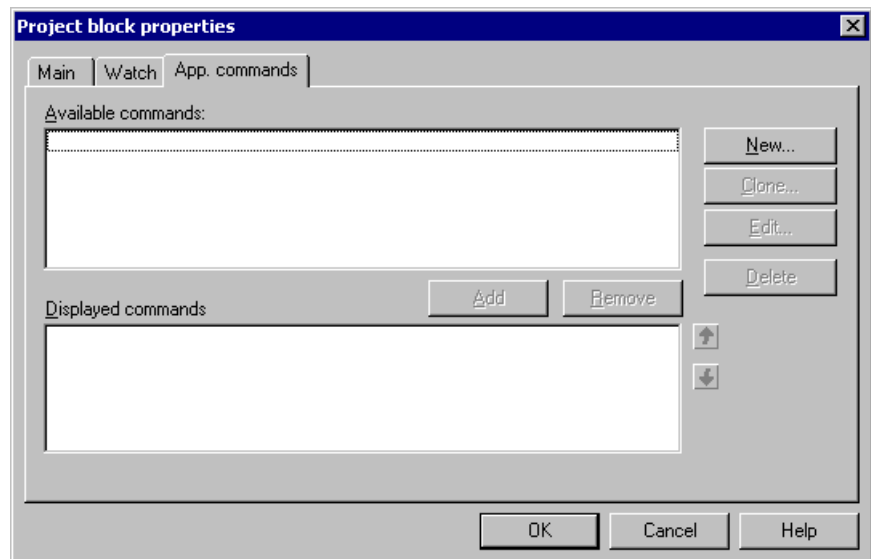 Project block properties
Main Watch App. commands
Available commands:
New...
Clone...
Edit...
Delete
Add Remove
Displayed commands
OK Cancel Help